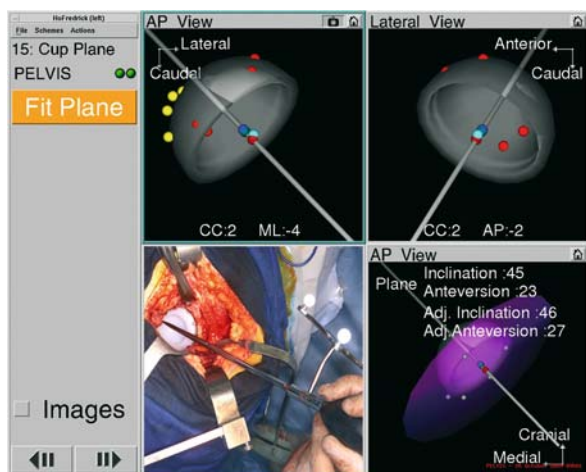 HoFredrick (left)
File Schemes Actions
15: Cup Plane
PELVIS
Fit Plane
Images
AP View
Lateral
Caudal
CC:2 ML:-4
Lateral View
Anterior
Caudal
CC:2 AP:-2
AP View
Plane
Inclination :45
Anteversion :23
Adj. Inclination :46
Adj.Anteversion :27
Cranial
Medial